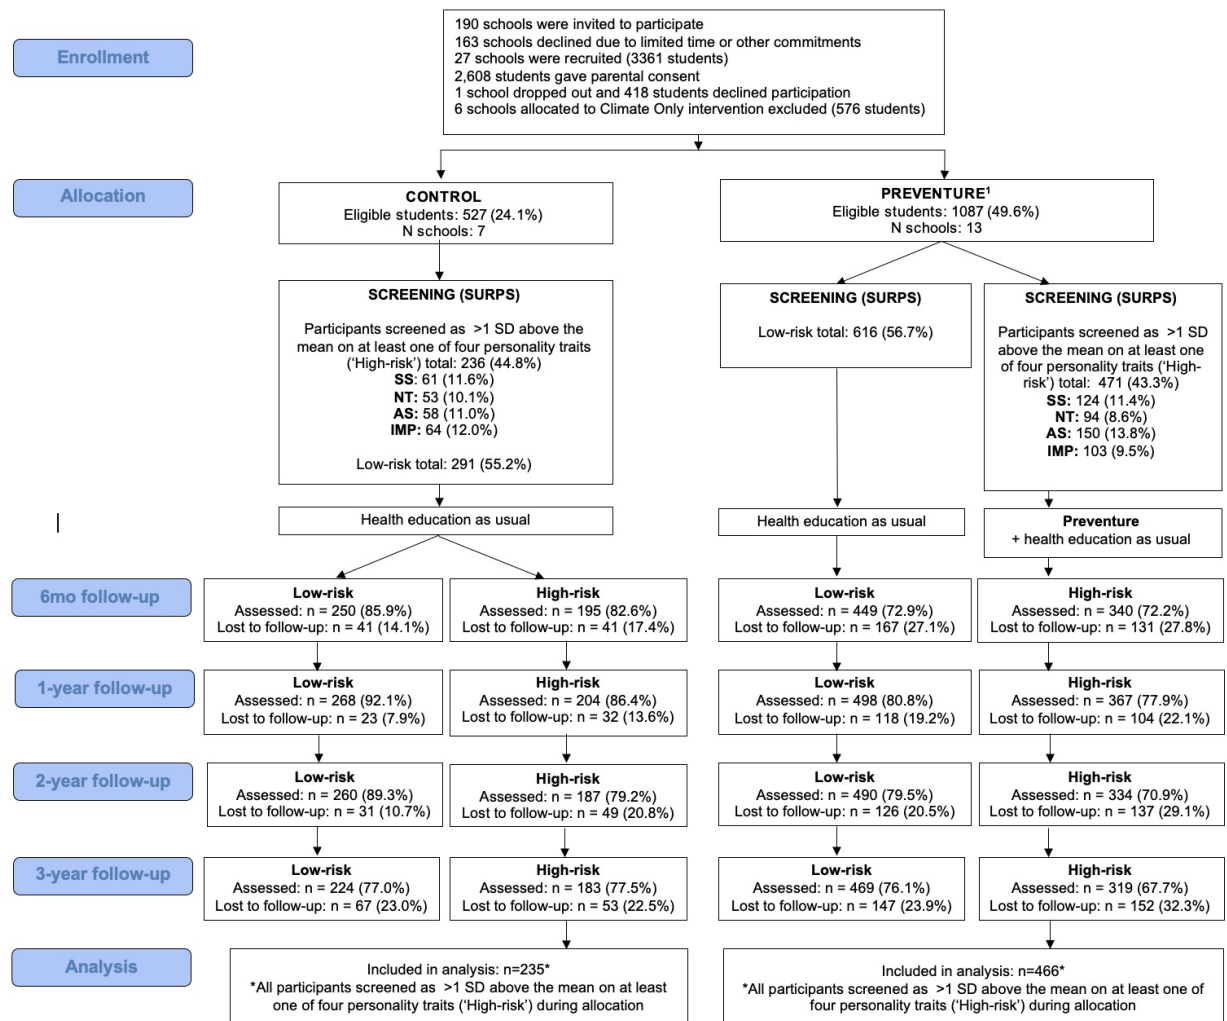 Enrollment
190 schools were invited to participate
163 schools declined due to limited time or other commitments
27 schools were recruited (3361 students)
2,608 students gave parental consent
1 school dropped out and 418 students declined participation
6 schools allocated to Climate Only intervention excluded (576 students)
Allocation
CONTROL
Eligible students: 527 (24.1%)
N schools: 7
PREVENTURE¹
Eligible students: 1087 (49.6%)
N schools: 13
SCREENING (SURPS)
Participants screened as >1 SD above the
mean on at least one of four personality traits
(‘High-risk’) total: 236 (44.8%)
SS: 61 (11.6%)
NT: 53 (10.1%)
AS: 58 (11.0%)
IMP: 64 (12.0%)
Low-risk total: 291 (55.2%)
SCREENING (SURPS)
Low-risk total: 616 (56.7%)
SCREENING (SURPS)
Participants screened as >1 SD
above the mean on at least one
of four personality traits (‘High-
risk’) total: 471 (43.3%)
SS: 124 (11.4%)
NT: 94 (8.6%)
AS: 150 (13.8%)
IMP: 103 (9.5%)
Health education as usual
Health education as usual
Preventure
+ health education as usual
6mo follow-up
Low-risk
Assessed: n = 250 (85.9%)
Lost to follow-up: n = 41 (14.1%)
High-risk
Assessed: n = 195 (82.6%)
Lost to follow-up: n = 41 (17.4%)
Low-risk
Assessed: n = 449 (72.9%)
Lost to follow-up: n = 167 (27.1%)
High-risk
Assessed: n = 340 (72.2%)
Lost to follow-up: n = 131 (27.8%)
1-year follow-up
Low-risk
Assessed: n = 268 (92.1%)
Lost to follow-up: n = 23 (7.9%)
High-risk
Assessed: n = 204 (86.4%)
Lost to follow-up: n = 32 (13.6%)
Low-risk
Assessed: n = 498 (80.8%)
Lost to follow-up: n = 118 (19.2%)
High-risk
Assessed: n = 367 (77.9%)
Lost to follow-up: n = 104 (22.1%)
2-year follow-up
Low-risk
Assessed: n = 260 (89.3%)
Lost to follow-up: n = 31 (10.7%)
High-risk
Assessed: n = 187 (79.2%)
Lost to follow-up: n = 49 (20.8%)
Low-risk
Assessed: n = 490 (79.5%)
Lost to follow-up: n = 126 (20.5%)
High-risk
Assessed: n = 334 (70.9%)
Lost to follow-up: n = 137 (29.1%)
3-year follow-up
Low-risk
Assessed: n = 224 (77.0%)
Lost to follow-up: n = 67 (23.0%)
High-risk
Assessed: n = 183 (77.5%)
Lost to follow-up: n = 53 (22.5%)
Low-risk
Assessed: n = 469 (76.1%)
Lost to follow-up: n = 147 (23.9%)
High-risk
Assessed: n = 319 (67.7%)
Lost to follow-up: n = 152 (32.3%)
Analysis
Included in analysis: n=235*
*All participants screened as >1 SD above the mean on at least
one of four personality traits (‘High-risk’) during allocation
Included in analysis: n=466*
*All participants screened as >1 SD above the mean on at least one of
four personality traits (‘High-risk’) during allocation